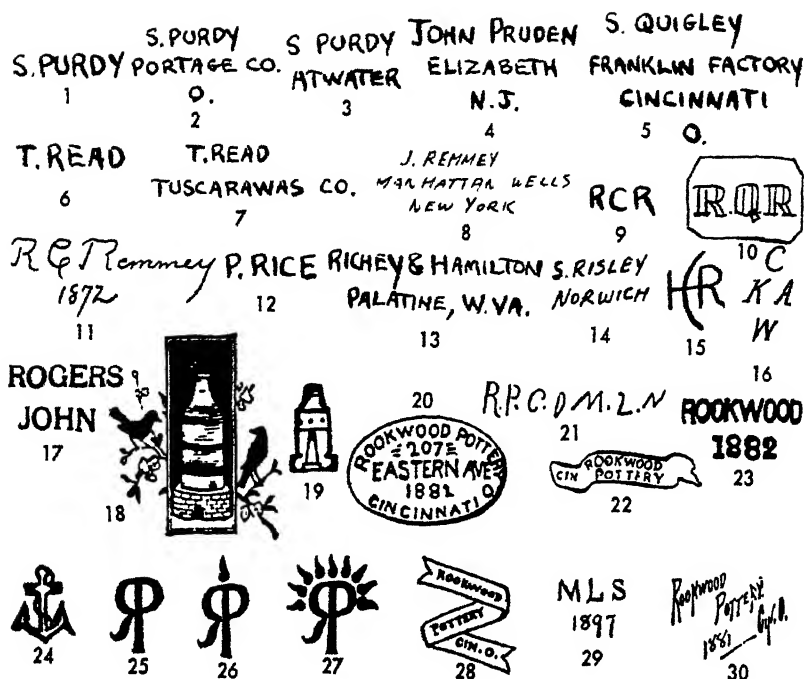 S. PURDY
1
S. PURDY
PORTAGE CO.
O.
2
S PURDY
ATWATER
3
JOHN PRUDEN
ELIZABETH
N.J.
4
S. QUIGLEY
FRANKLIN FACTORY
CINCINNATI
O.
5
T. READ
6
T. READ
TUSCARAWAS CO.
7
J. REMMEY
MANHATTAN WELLS
NEW YORK
8
RCR
9
R.Q.R
10
R C Remmey
1872
11
P. RICE
12
RICHEY & HAMILTON
PALATINE, W. VA.
13
S. RISLEY
NORWICH
14
HR
15
C
K A
W
16
ROGERS
JOHN
17
18
19
20
ROOKWOOD POTTERY
207
EASTERN AVE
1882
CINCINNATI O.
R.P.C.O M.L.N
21
CIN
ROOKWOOD
POTTERY
22
ROOKWOOD
1882
23
24
25
26
27
ROOKWOOD
POTTERY
CIN. O.
28
MLS
1897
29
Rookwood
Pottery
1881 Cin. O.
30